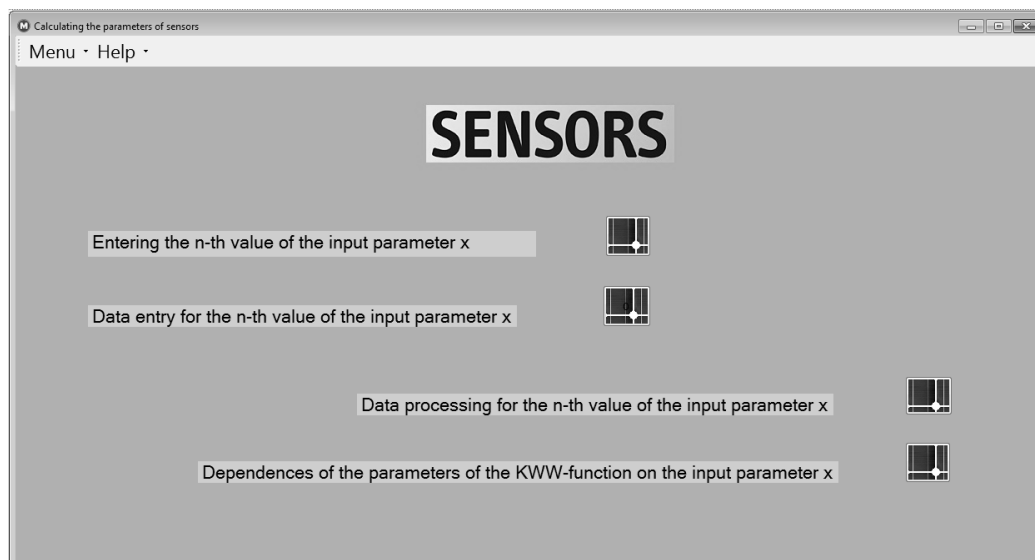 Calculating the parameters of sensors
Menu Help
SENSORS
Entering the n-th value of the input parameter x
Data entry for the n-th value of the input parameter x
Data processing for the n-th value of the input parameter x
Dependences of the parameters of the KWW-function on the input parameter x